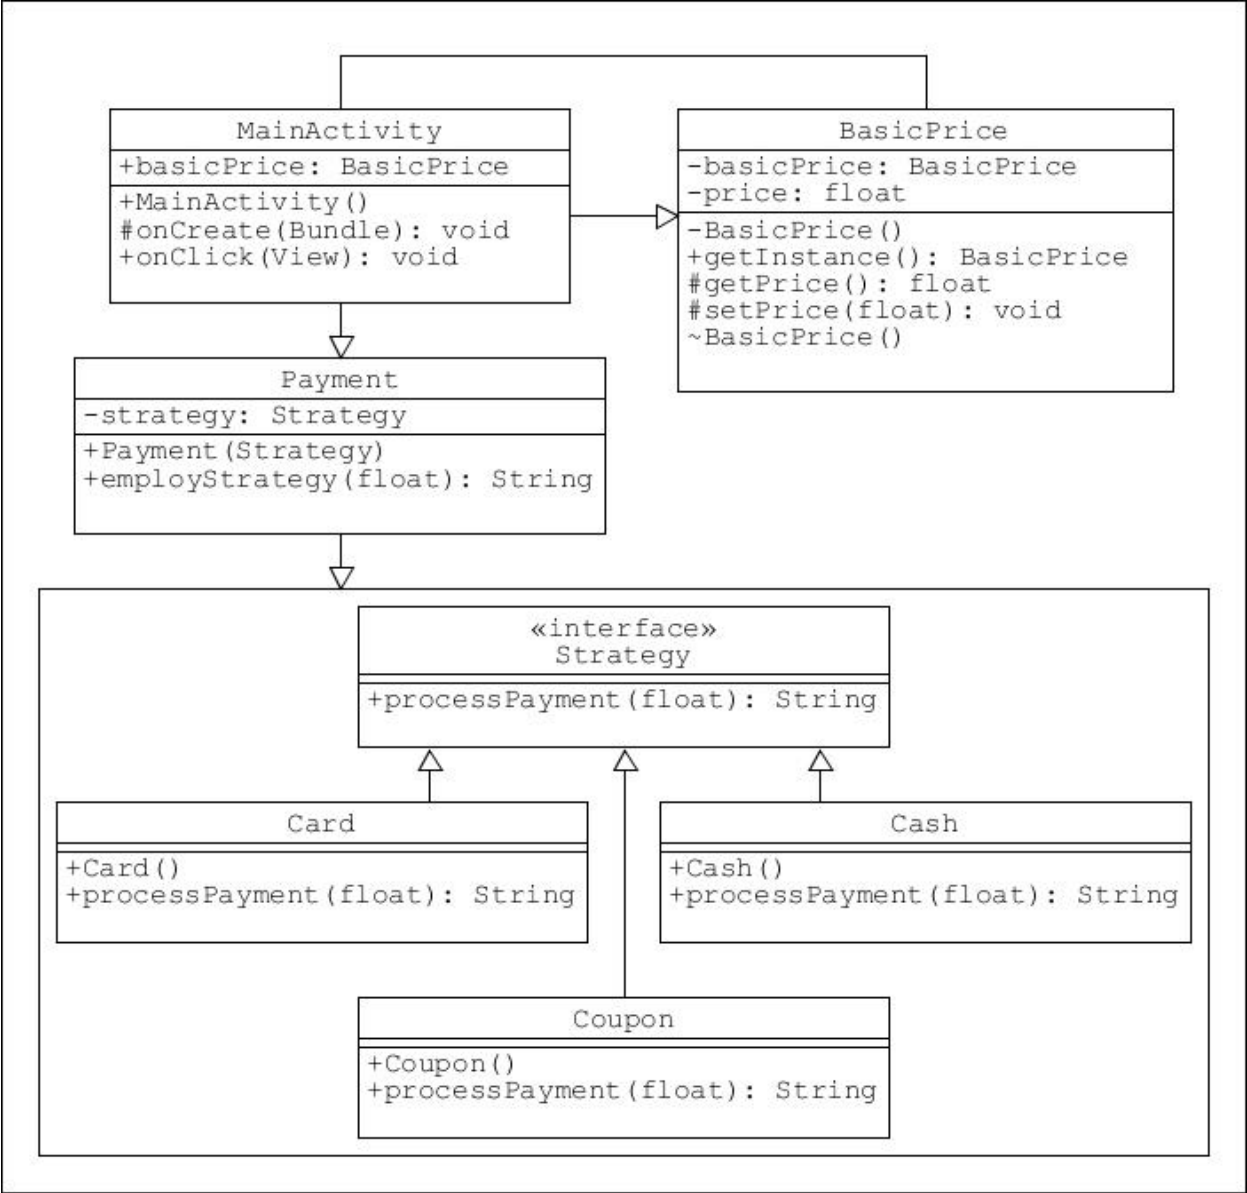 MainActivity
+basicPrice: BasicPrice
+MainActivity()
#onCreate(Bundle): void
+onClick(View): void
BasicPrice
-basicPrice: BasicPrice
-price: float
-BasicPrice()
+getInstance(): BasicPrice
#getPrice(): float
#setPrice(float): void
~BasicPrice()
Payment
-strategy: Strategy
+Payment(Strategy)
+employStrategy(float): String
«interface»
Strategy
+processPayment(float): String
Card
+Card()
+processPayment(float): String
Cash
+Cash()
+processPayment(float): String
Coupon
+Coupon()
+processPayment(float): String